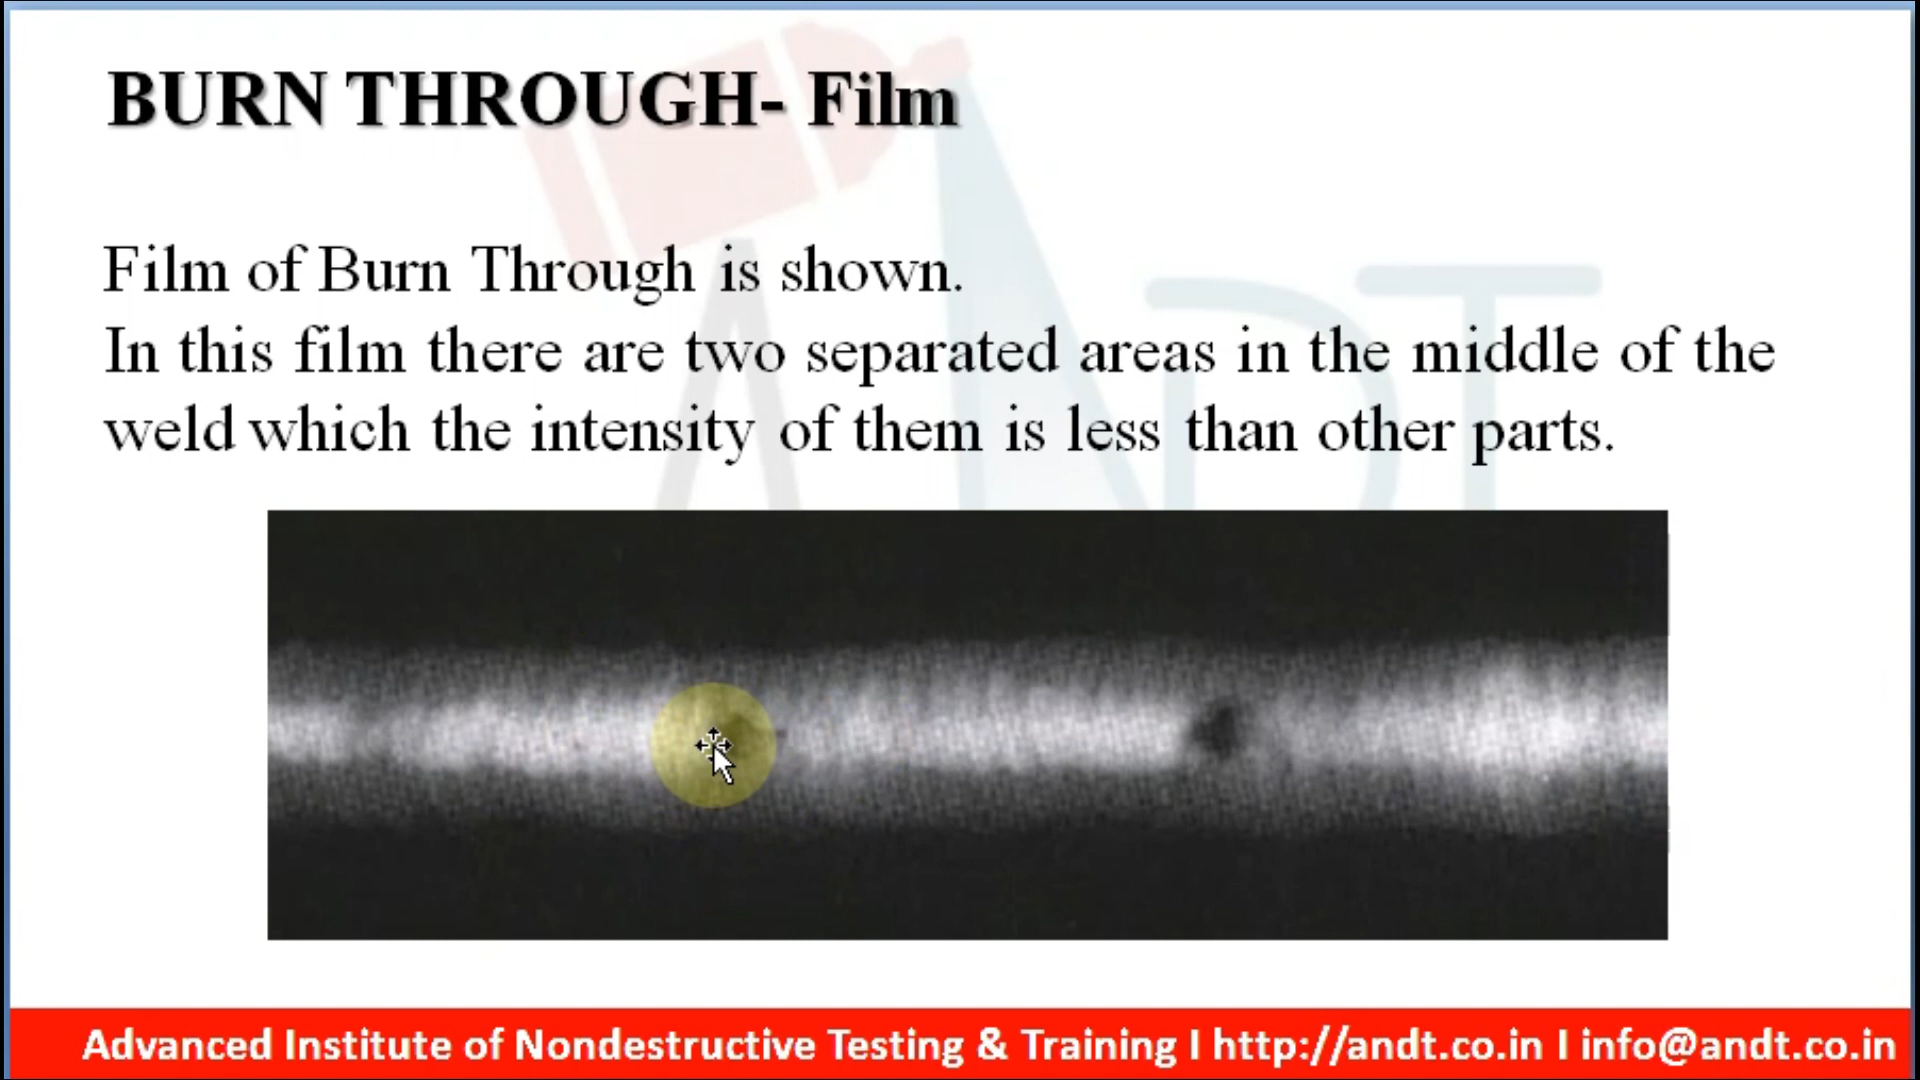 BURN THROUGH- Film
Film of Burn Through is shown.
In this film there are two separated areas in the middle of the
weld which the intensity of them is less than other parts.
ANDT
Advanced Institute of Nondestructive Testing & Training I http://andt.co.in I info@andt.co.in